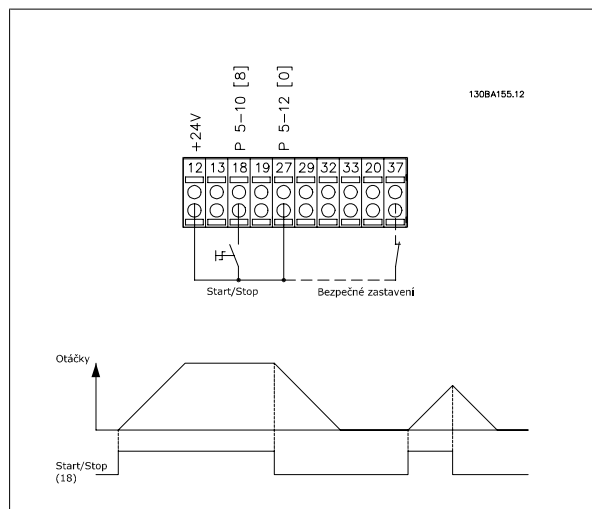 130BA155.12
+24V
P 5-10 [8]
P 5-12 [0]
12 13 18 19 27 29 32 33 20 37
Start/Stop
Bezpečné zastavení
Otáčky
Start/Stop
(18)